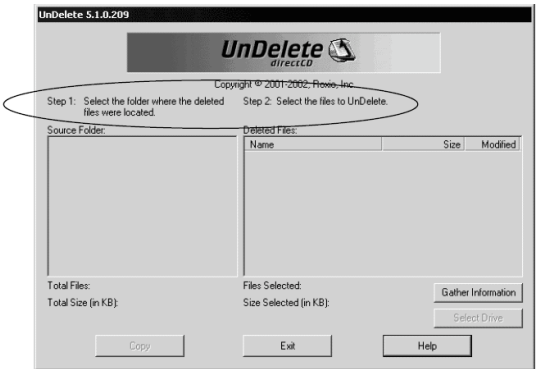 UnDelete 5.1.0.209
UnDelete
directCD
Copyright © 2001-2002, Roxio, Inc.
Step 1: Select the folder where the deleted files were located.
Step 2: Select the files to UnDelete.
Source Folder:
Deleted Files:
Name Size Modified
Total Files:
Total Size (in KB):
Files Selected:
Size Selected (in KB):
Gather Information
Select Drive
Copy
Exit
Help